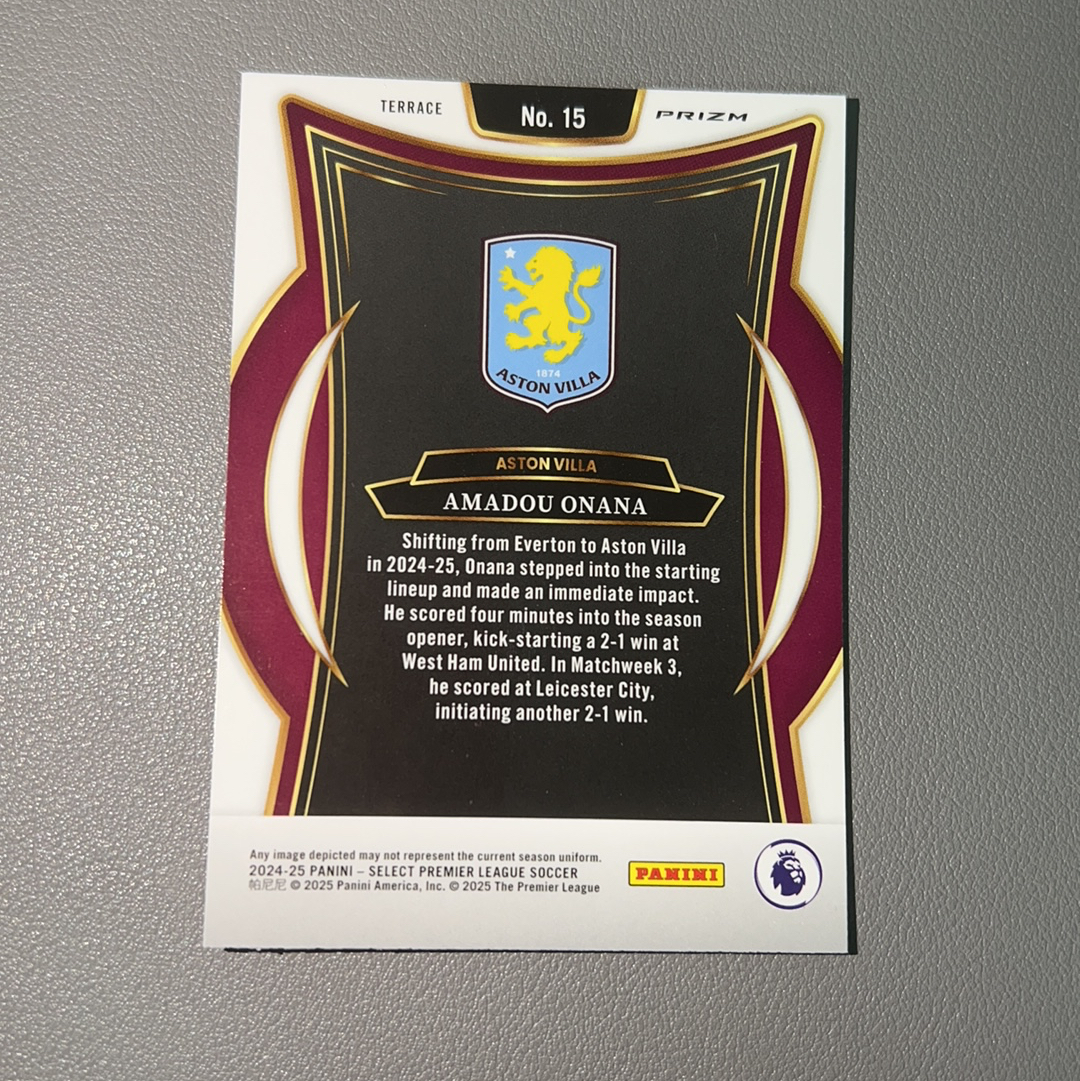 TERRACE
No. 15
PRIZM
1874
ASTON VILLA
ASTON VILLA
AMADOU ONANA
Shifting from Everton to Aston Villa
in 2024-25, Onana stepped into the starting
lineup and made an immediate impact.
He scored four minutes into the season
opener, kick-starting a 2-1 win at
West Ham United. In Matchweek 3,
he scored at Leicester City,
initiating another 2-1 win.
Any image depicted may not represent the current season uniform.
2024-25 PANINI – SELECT PREMIER LEAGUE SOCCER
帕尼尼 © 2025 Panini America, Inc. © 2025 The Premier League
PANINI